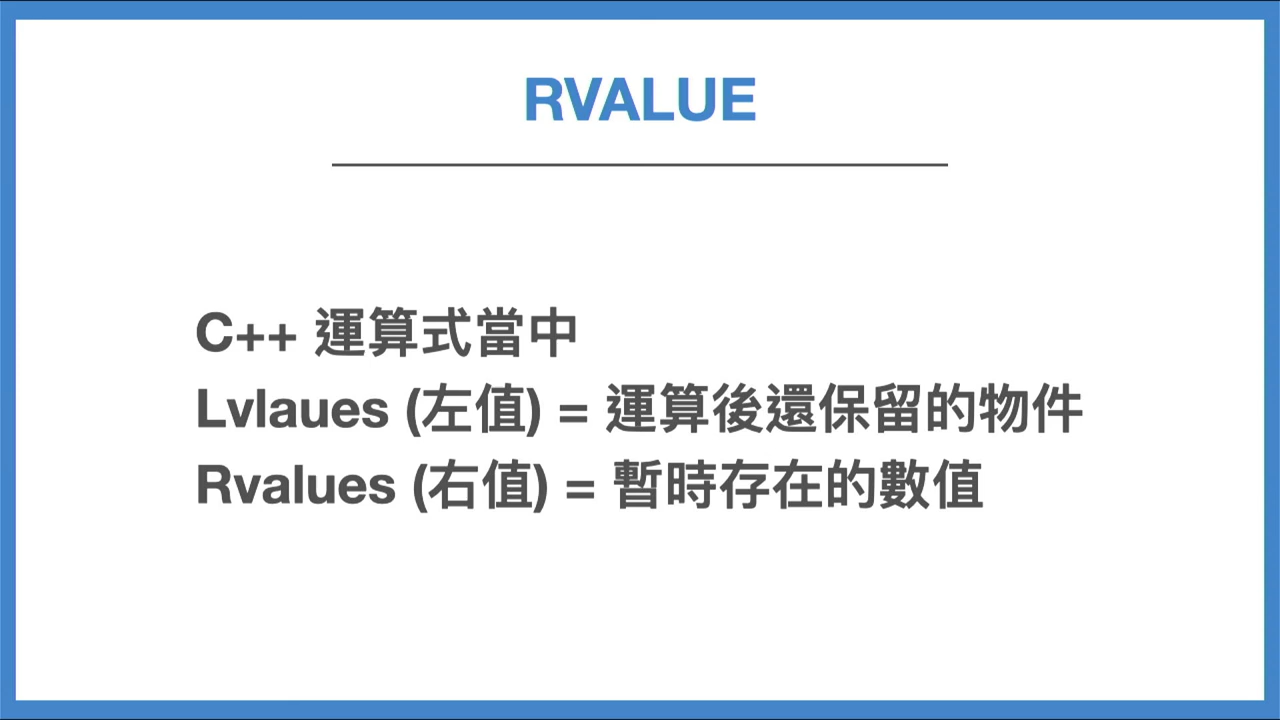 RVALUE
C++ 運算式當中
Lvlaues (左值) = 運算後還保留的物件
Rvalues (右值) = 暫時存在的數值